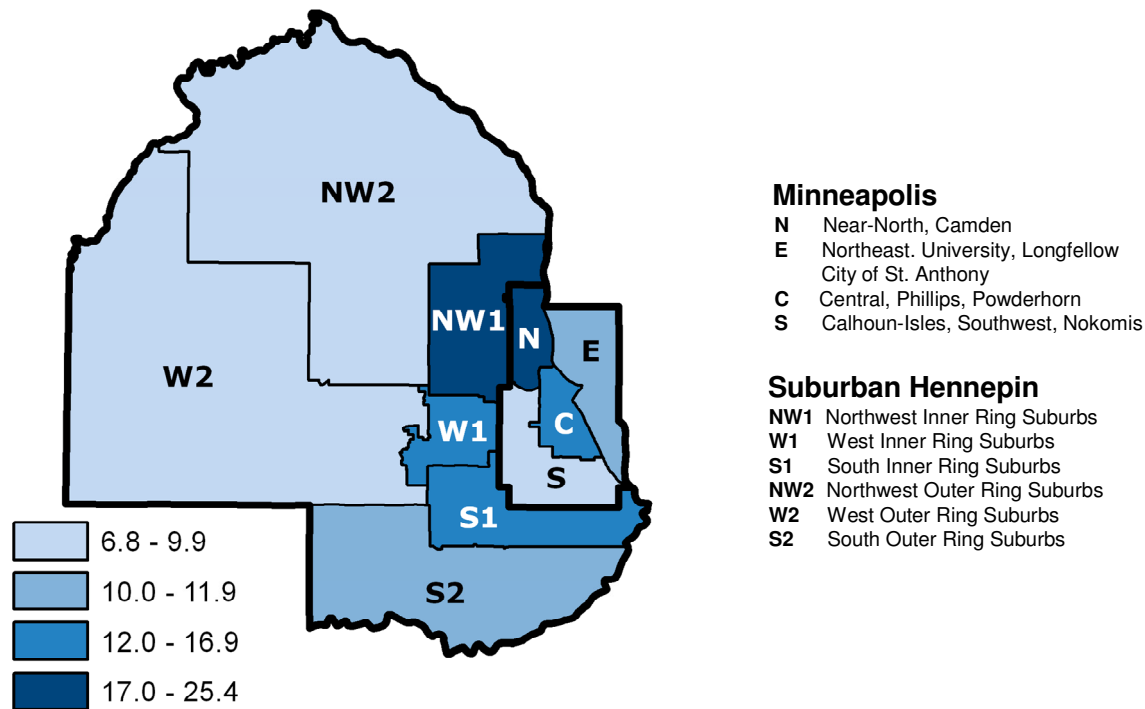 NW2
NW1
N
E
W2
W1
C
S
S1
S2
6.8 - 9.9
10.0 - 11.9
12.0 - 16.9
17.0 - 25.4
Minneapolis
N Near-North, Camden
E Northeast. University, Longfellow
City of St. Anthony
C Central, Phillips, Powderhorn
S Calhoun-Isles, Southwest, Nokomis
Suburban Hennepin
NW1 Northwest Inner Ring Suburbs
W1 West Inner Ring Suburbs
S1 South Inner Ring Suburbs
NW2 Northwest Outer Ring Suburbs
W2 West Outer Ring Suburbs
S2 South Outer Ring Suburbs